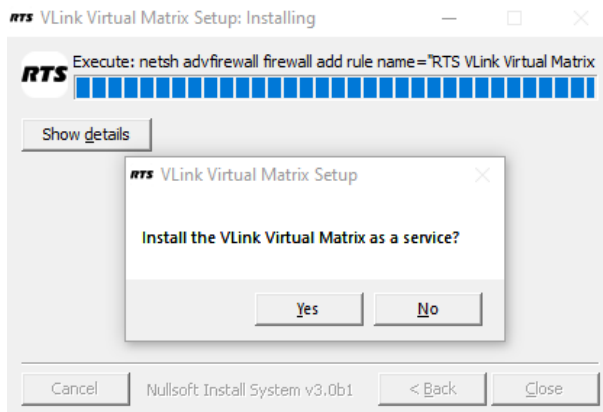 RTS VLink Virtual Matrix Setup: Installing
RTS
Execute: netsh advfirewall firewall add rule name="RTS VLink Virtual Matrix
Show details
RTS VLink Virtual Matrix Setup
Install the VLink Virtual Matrix as a service?
Yes No
Cancel Nullsoft Install System v3.0b1 < Back Close